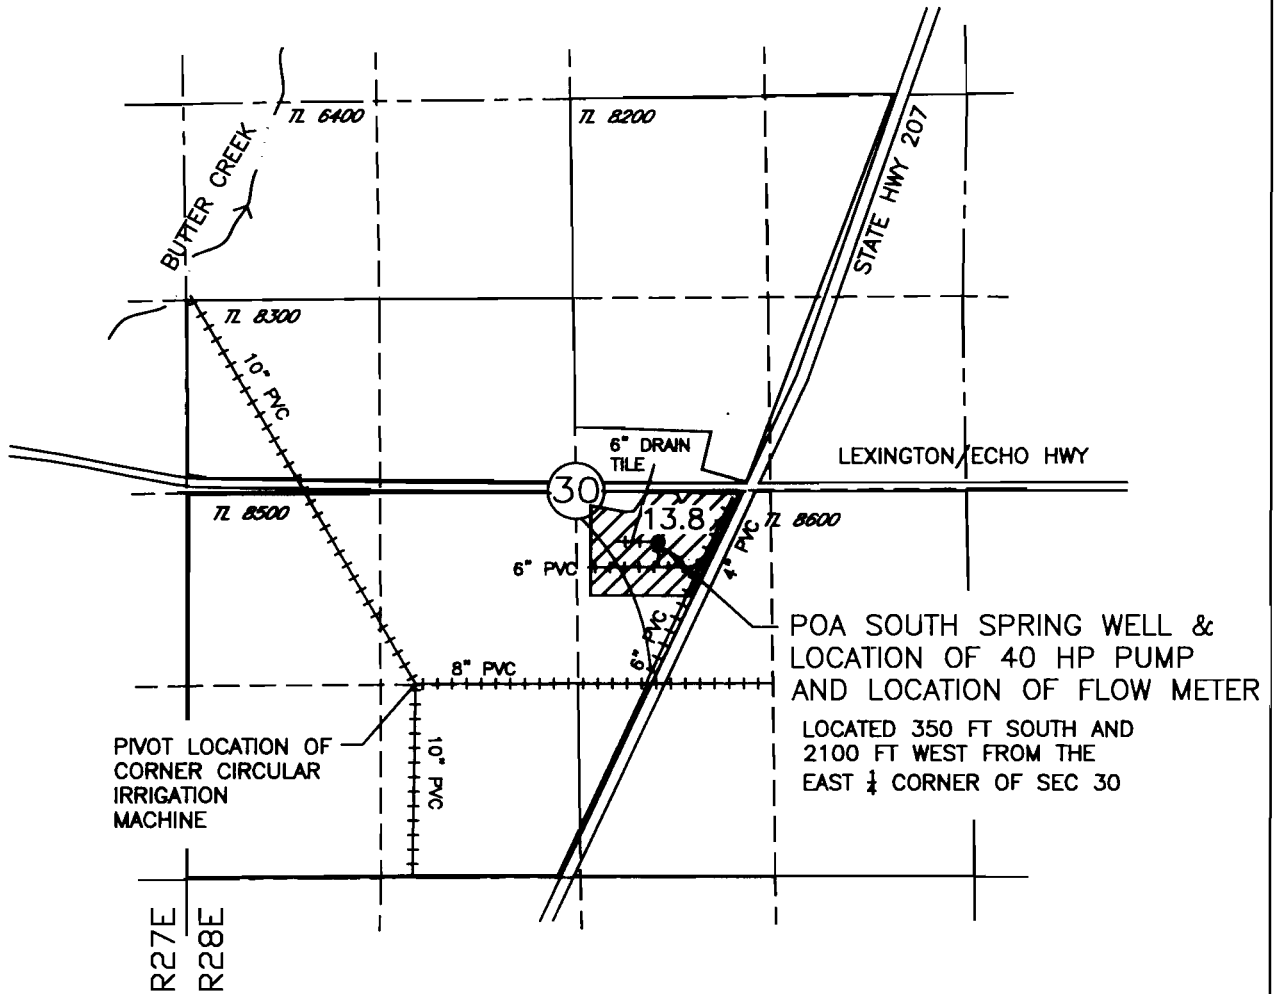 TL 6400
TL 8200
BUTTER CREEK
STATE HWY 207
TL 8300
10" PVC
6" DRAIN
TILE
LEXINGTON/ECHO HWY
30
TL 8500
13.8
TL 8600
4" PVC
6" PVC
6" PVC
8" PVC
POA SOUTH SPRING WELL &
LOCATION OF 40 HP PUMP
AND LOCATION OF FLOW METER
LOCATED 350 FT SOUTH AND
2100 FT WEST FROM THE
EAST ¼ CORNER OF SEC 30
PIVOT LOCATION OF
CORNER CIRCULAR
IRRIGATION
MACHINE
10" PVC
R27E
R28E